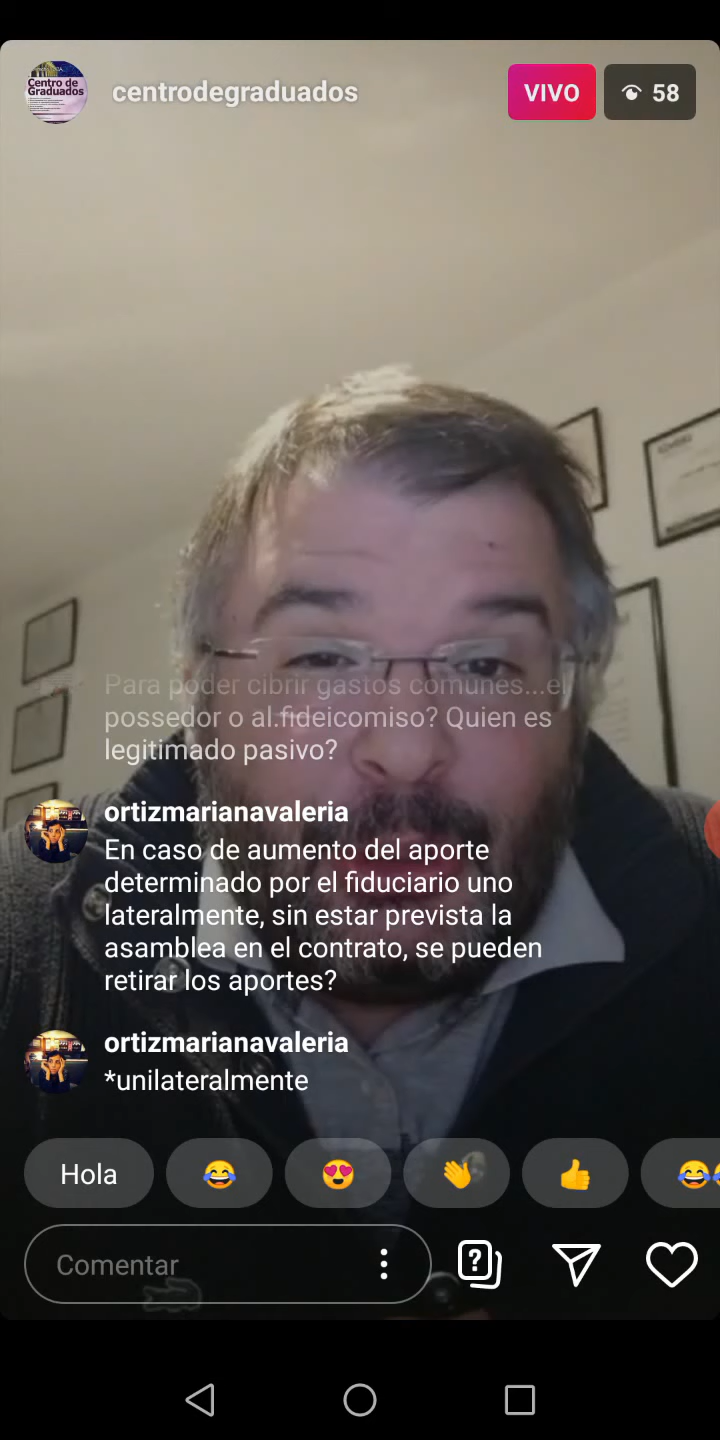 Centro de
Graduados
centrodegraduados
VIVO
58
Para poder cibrir gastos comunes...el
possedor o al.fideicomiso? Quien es
legitimado pasivo?
ortizmarianavaleria
En caso de aumento del aporte
determinado por el fiduciario uno
lateralmente, sin estar prevista la
asamblea en el contrato, se pueden
retirar los aportes?
ortizmarianavaleria
*unilateralmente
Hola
Comentar